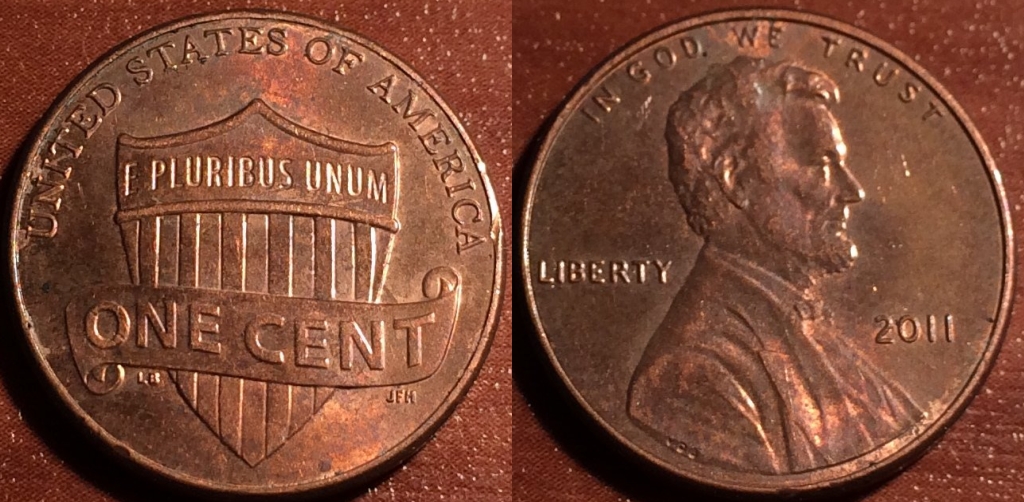 UNITED STATES OF AMERICA
E PLURIBUS UNUM
ONE CENT
LB
JFM
IN GOD WE TRUST
LIBERTY
2011